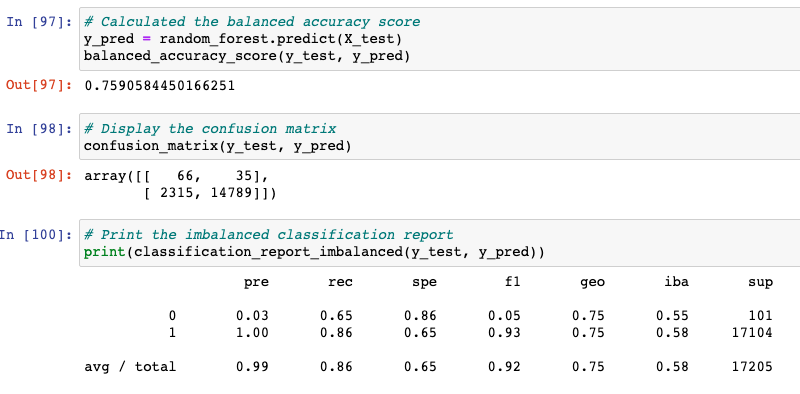 In [97]: # Calculated the balanced accuracy score
y_pred = random_forest.predict(X_test)
balanced_accuracy_score(y_test, y_pred)
Out[97]: 0.7590584450166251
In [98]: # Display the confusion matrix
confusion_matrix(y_test, y_pred)
Out[98]: array([[   66,    35],
       [ 2315, 14789]])
In [100]: # Print the imbalanced classification report
print(classification_report_imbalanced(y_test, y_pred))
pre rec spe f1 geo iba sup
0 0.03 0.65 0.86 0.05 0.75 0.55 101
1 1.00 0.86 0.65 0.93 0.75 0.58 17104
avg / total 0.99 0.86 0.65 0.92 0.75 0.58 17205